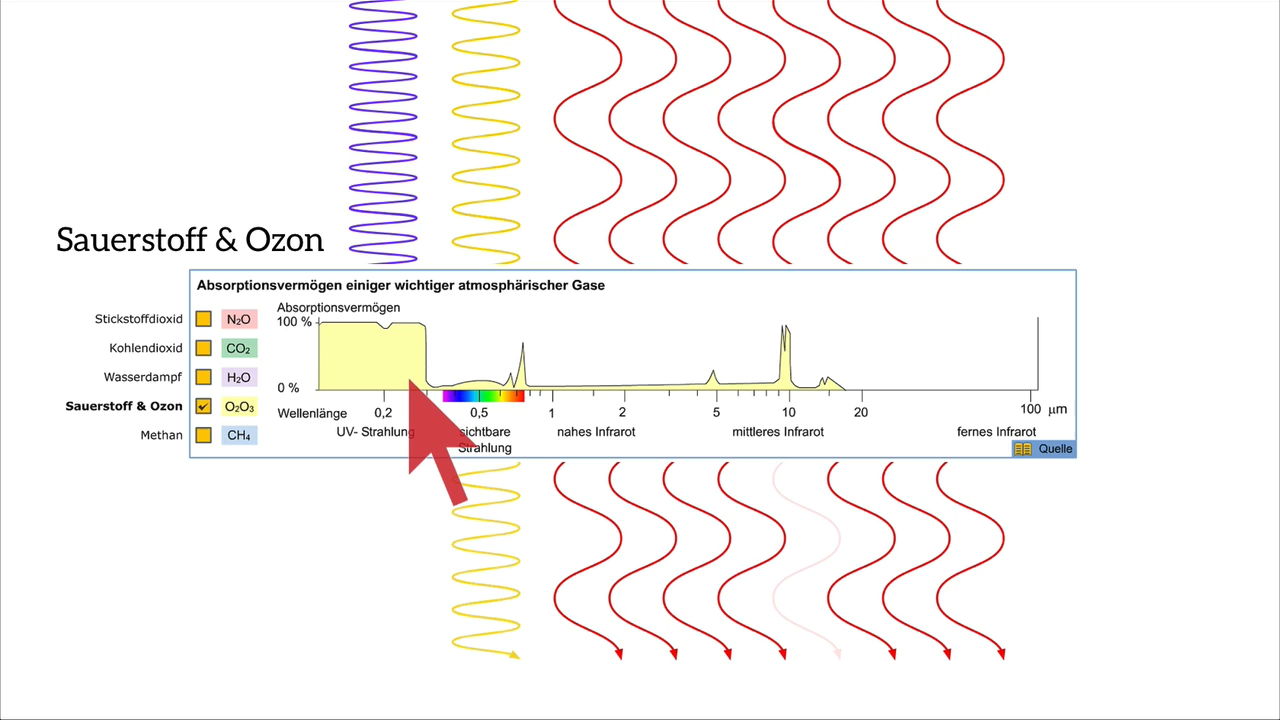 Sauerstoff & Ozon
Absorptionsvermögen einiger wichtiger atmosphärischer Gase
Absorptionsvermögen
100 %
0 %
Stickstoffdioxid N₂O
Kohlendioxid CO₂
Wasserdampf H₂O
Sauerstoff & Ozon O₂O₃
Methan CH₄
Wellenlänge 0,2 0,5 1 2 5 10 20 100 µm
UV- Strahlung sichtbare Strahlung nahes Infrarot mittleres Infrarot fernes Infrarot
Quelle